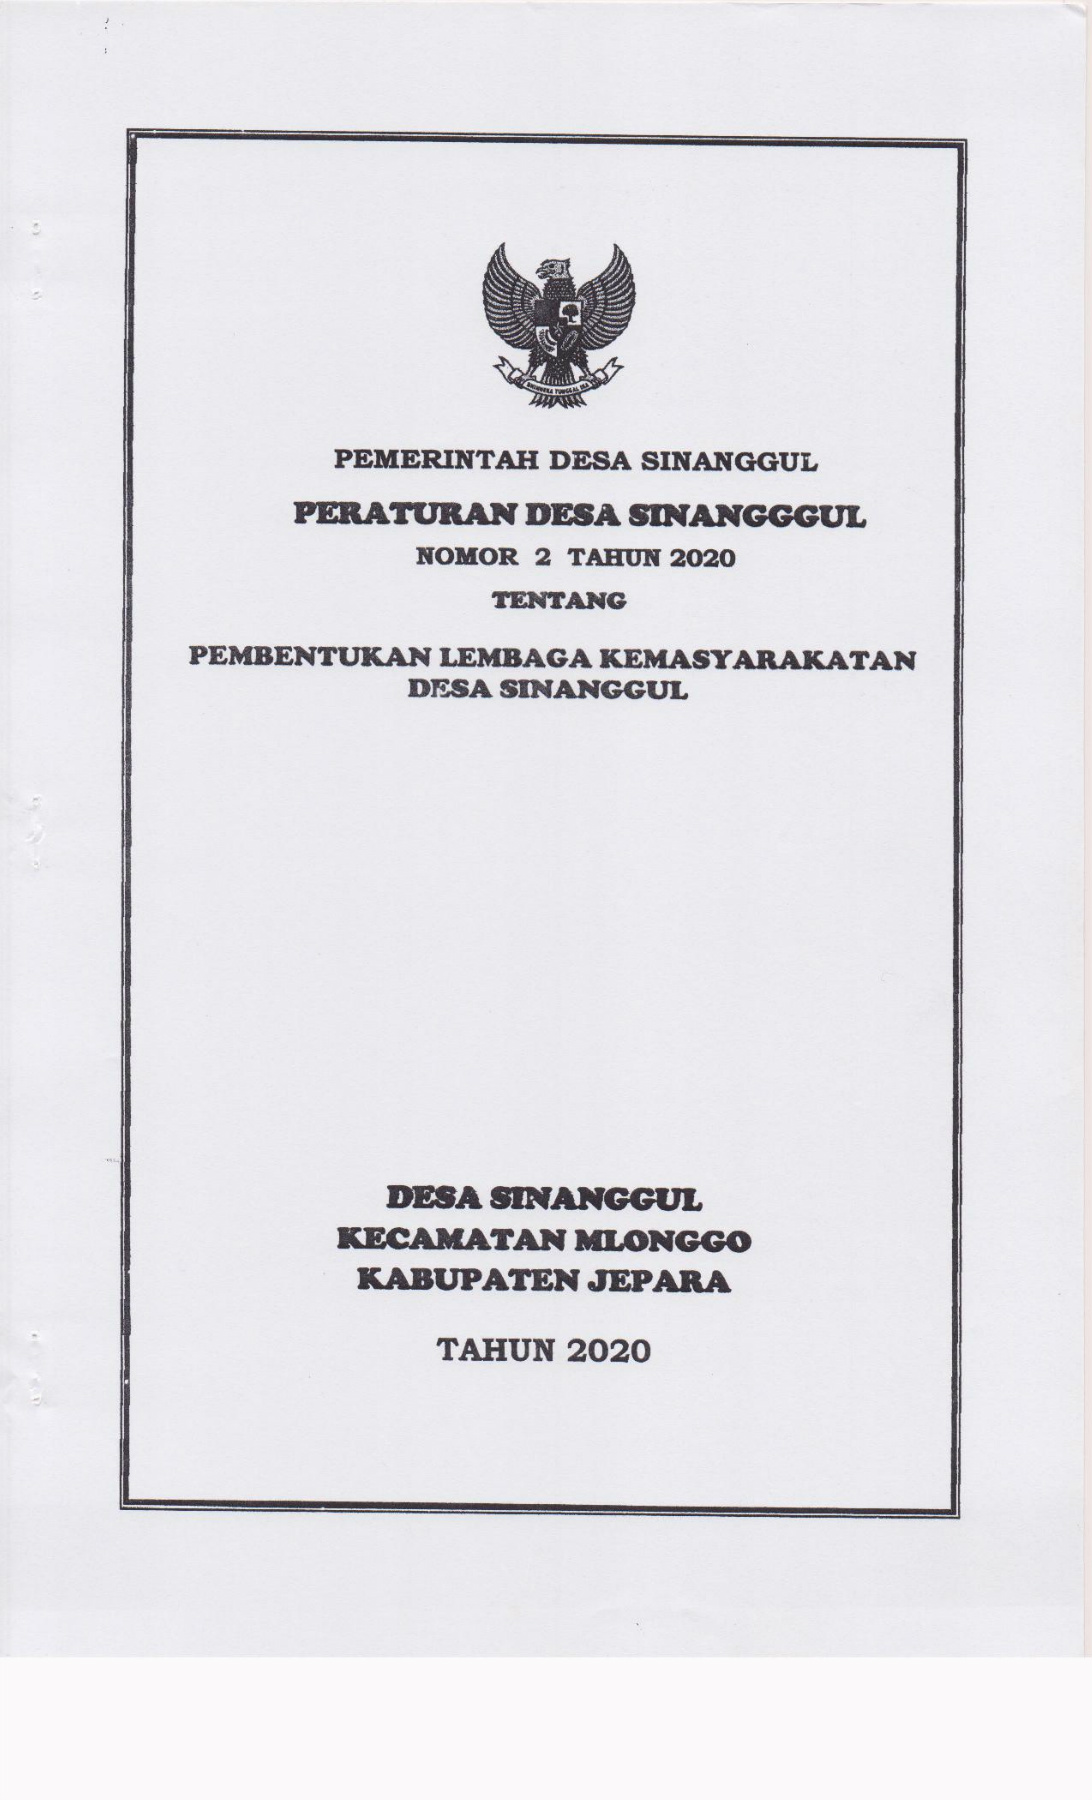 BHINNEKA TUNGGAL IKA
PEMERINTAH DESA SINANGGUL
PERATURAN DESA SINANGGGUL
NOMOR 2 TAHUN 2020
TENTANG
PEMBENTUKAN LEMBAGA KEMASYARAKATAN
DESA SINANGGUL
DESA SINANGGUL
KECAMATAN MLONGGO
KABUPATEN JEPARA
TAHUN 2020